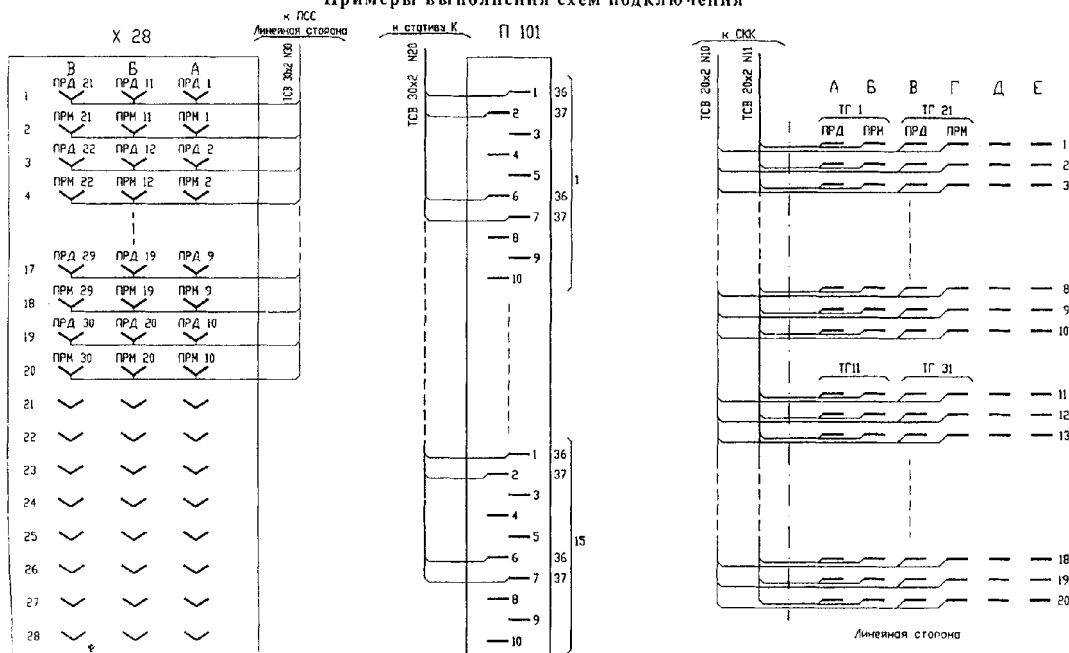 Примеры выполнения схем подключения
X 28
к ПСС
Линейная сторона
ТСВ 30x2 N30
В Б А
1 ПРД 21 ПРД 11 ПРД 1
2 ПРМ 21 ПРМ 11 ПРМ 1
3 ПРД 22 ПРД 12 ПРД 2
4 ПРМ 22 ПРМ 12 ПРМ 2
17 ПРД 29 ПРД 19 ПРД 9
18 ПРМ 29 ПРМ 19 ПРМ 9
19 ПРД 30 ПРД 20 ПРД 10
20 ПРМ 30 ПРМ 20 ПРМ 10
21
22
23
24
25
26
27
28
к стативу К
П 101
ТСВ 30x2 N20
1 36
2 37
3
4
5
1
6 36
7 37
8
9
10
1 36
2 37
3
4
5
15
6 36
7 37
8
9
10
к СКК
ТСВ 20x2 N10
ТСВ 20x2 N11
А Б В Г Д Е
ТГ 1 ТГ 21
ПРД ПРМ ПРД ПРМ
1
2
3
8
9
10
ТГ11 ТГ 31
11
12
13
18
19
20
Линейная сторона